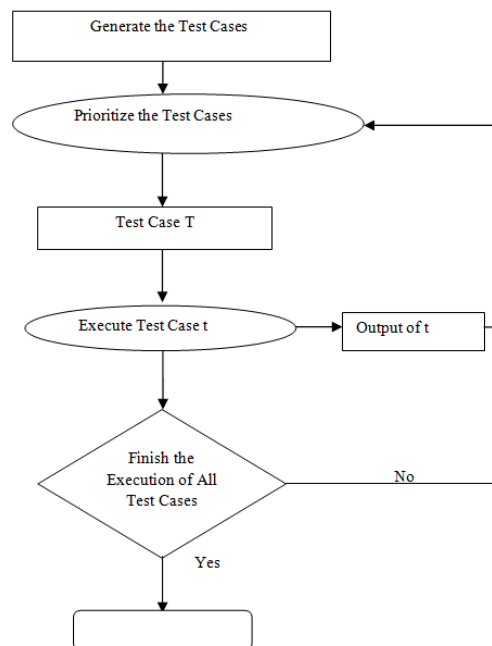 Generate the Test Cases
Prioritize the Test Cases
Test Case T
Execute Test Case t
Output of t
Finish the
Execution of All
Test Cases
No
Yes